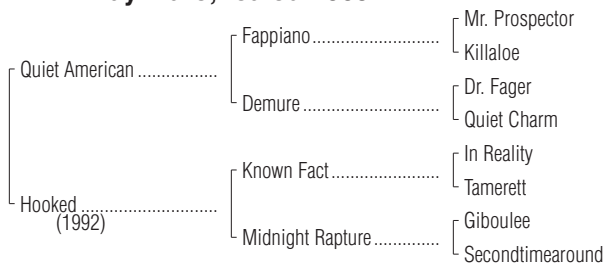 Fappiano
Mr. Prospector
Killaloe
Quiet American
Demure
Dr. Fager
Quiet Charm
Known Fact
In Reality
Tamerett
Hooked
(1992)
Midnight Rapture
Giboulee
Secondtimearound